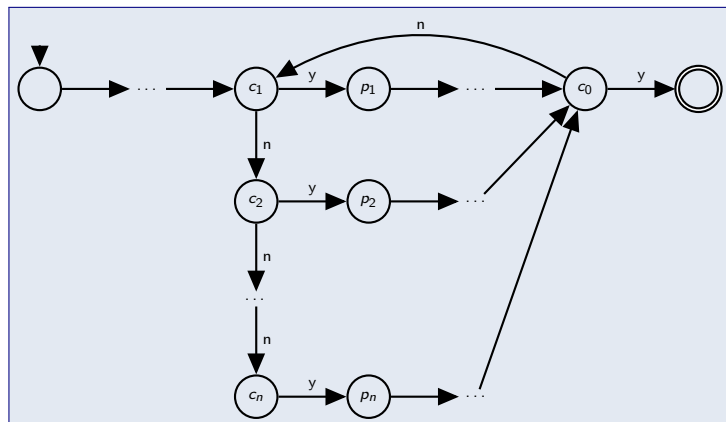 n
··· c₁ y p₁ ··· c₀ y
n
c₂ y p₂ ···
n
···
n
cₙ y pₙ ···